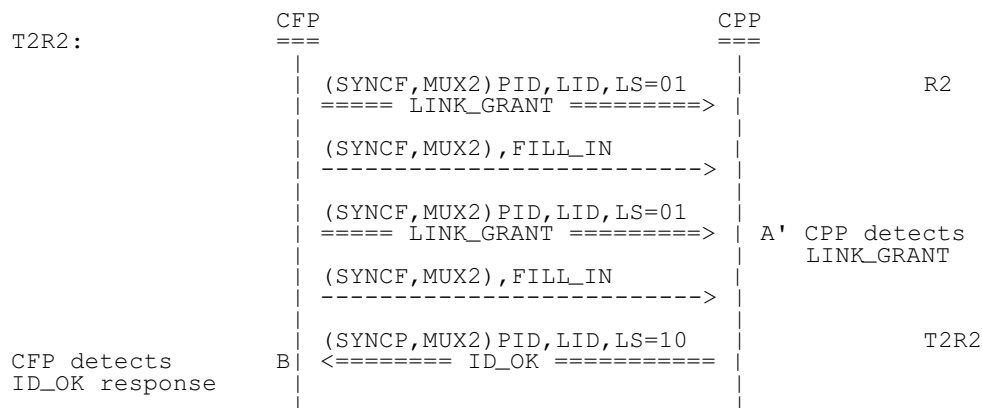 CFP CPP
T2R2: === ===
| |
| (SYNCF,MUX2)PID,LID,LS=01 | R2
| ===== LINK_GRANT =========> |
| |
| (SYNCF,MUX2),FILL_IN |
| ---------------------------> |
| |
| (SYNCF,MUX2)PID,LID,LS=01 |
| ===== LINK_GRANT =========> | A' CPP detects
| | LINK_GRANT
| (SYNCF,MUX2),FILL_IN |
| ---------------------------> |
| |
| (SYNCP,MUX2)PID,LID,LS=10 | T2R2
CFP detects B| <======== ID_OK =========== |
ID_OK response | |
| |